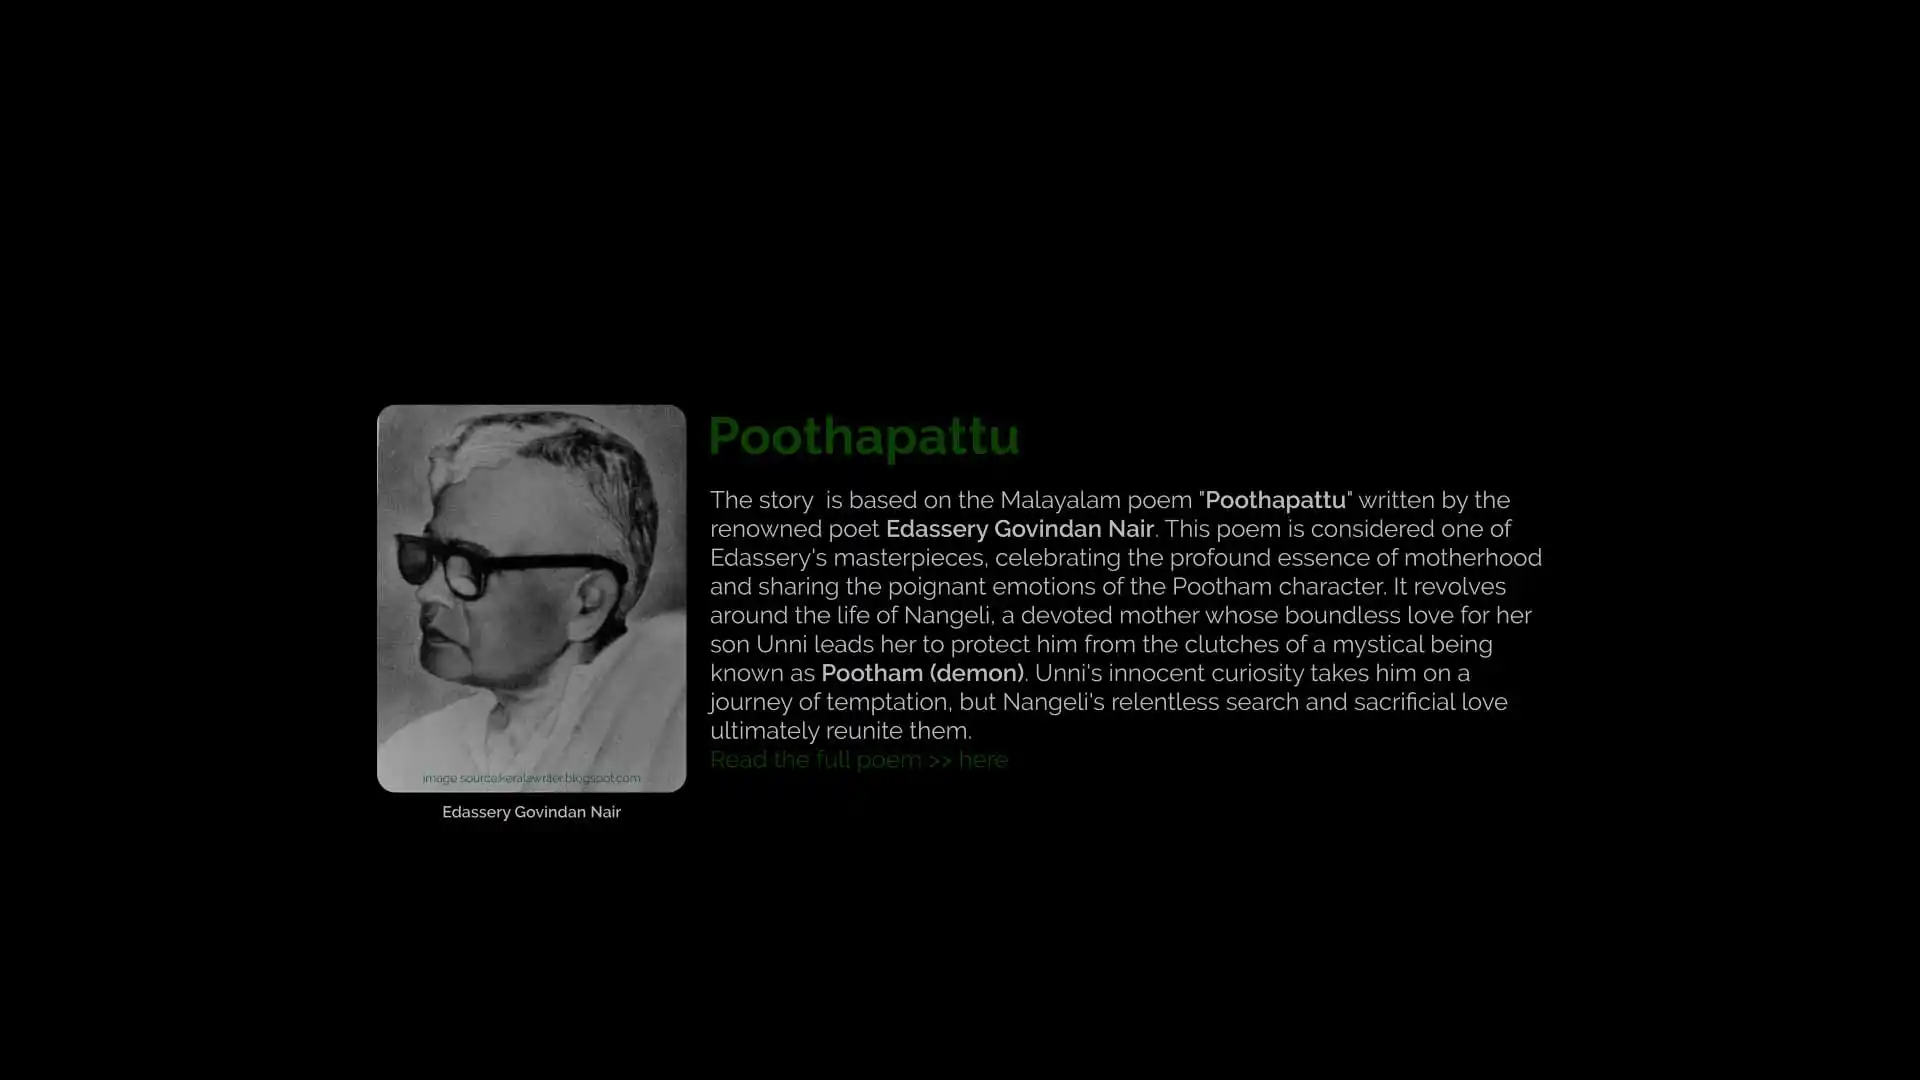 Poothapattu
The story  is based on the Malayalam poem "Poothapattu" written by the
renowned poet Edassery Govindan Nair. This poem is considered one of
Edassery's masterpieces, celebrating the profound essence of motherhood
and sharing the poignant emotions of the Pootham character. It revolves
around the life of Nangeli, a devoted mother whose boundless love for her
son Unni leads her to protect him from the clutches of a mystical being
known as Pootham (demon). Unni's innocent curiosity takes him on a
journey of temptation, but Nangeli's relentless search and sacrificial love
ultimately reunite them.
Read the full poem >> here
image source:keralawriter.blogspot.com
Edassery Govindan Nair